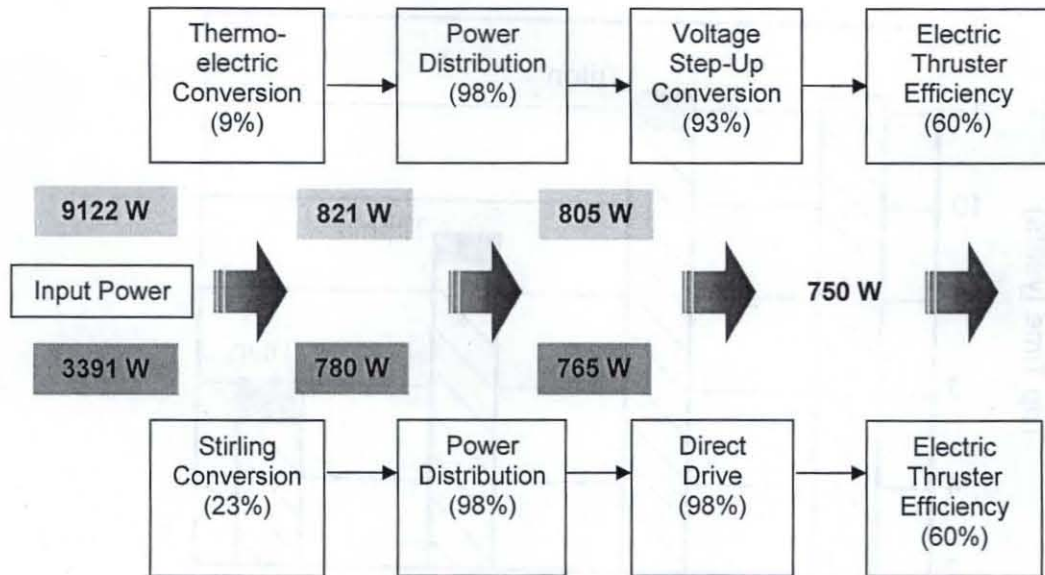 Thermo-
electric
Conversion
(9%)
Power
Distribution
(98%)
Voltage
Step-Up
Conversion
(93%)
Electric
Thruster
Efficiency
(60%)
9122 W
821 W
805 W
Input Power
750 W
3391 W
780 W
765 W
Stirling
Conversion
(23%)
Power
Distribution
(98%)
Direct
Drive
(98%)
Electric
Thruster
Efficiency
(60%)